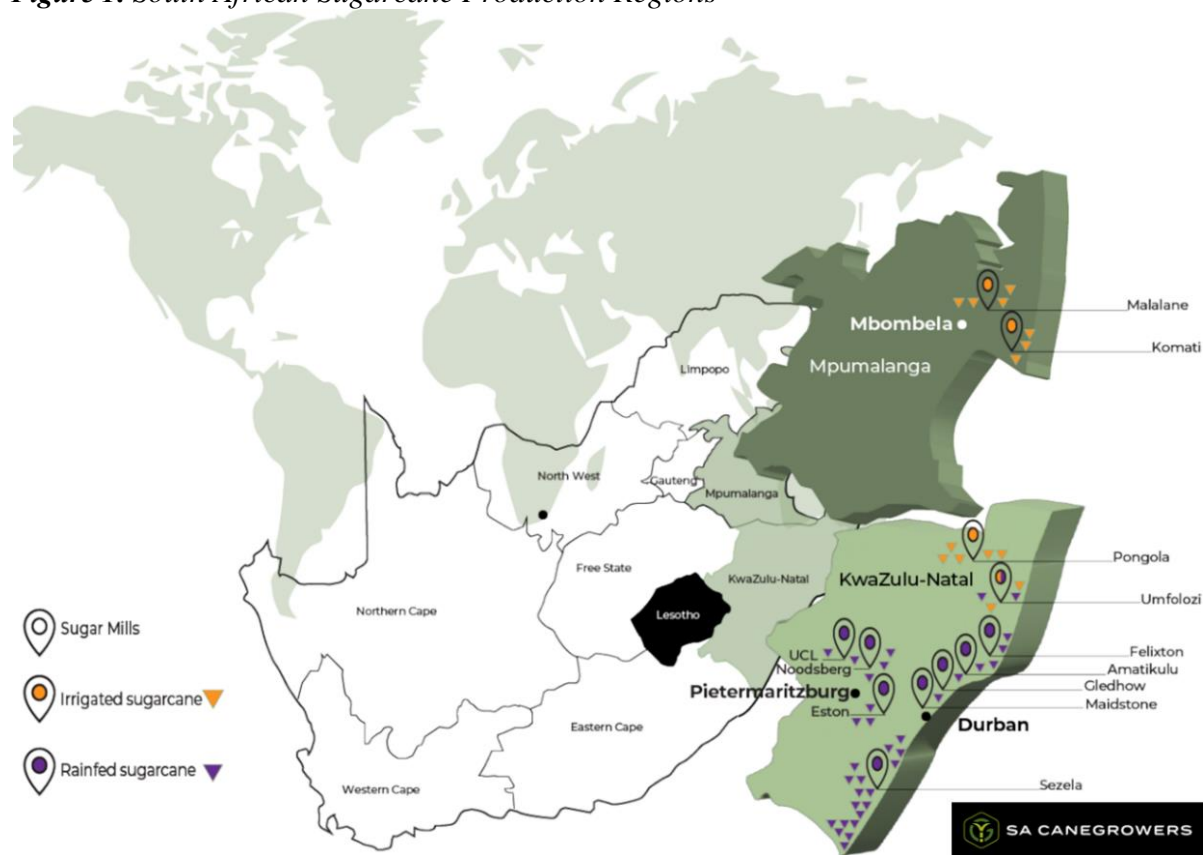 Figure 1: South African Sugarcane Production Regions
Malalane
Mbombela
Komati
Mpumalanga
Limpopo
North West
Gauteng
Mpumalanga
Pongola
Free State
KwaZulu-Natal
KwaZulu-Natal
Umfolozi
Northern Cape
Lesotho
Sugar Mills
UCL
Felixton
Noodsberg
Amatikulu
Pietermaritzburg
Gledhow
Irrigated sugarcane
Eston
Maidstone
Eastern Cape
Durban
Rainfed sugarcane
Western Cape
Sezela
SA CANEGROWERS